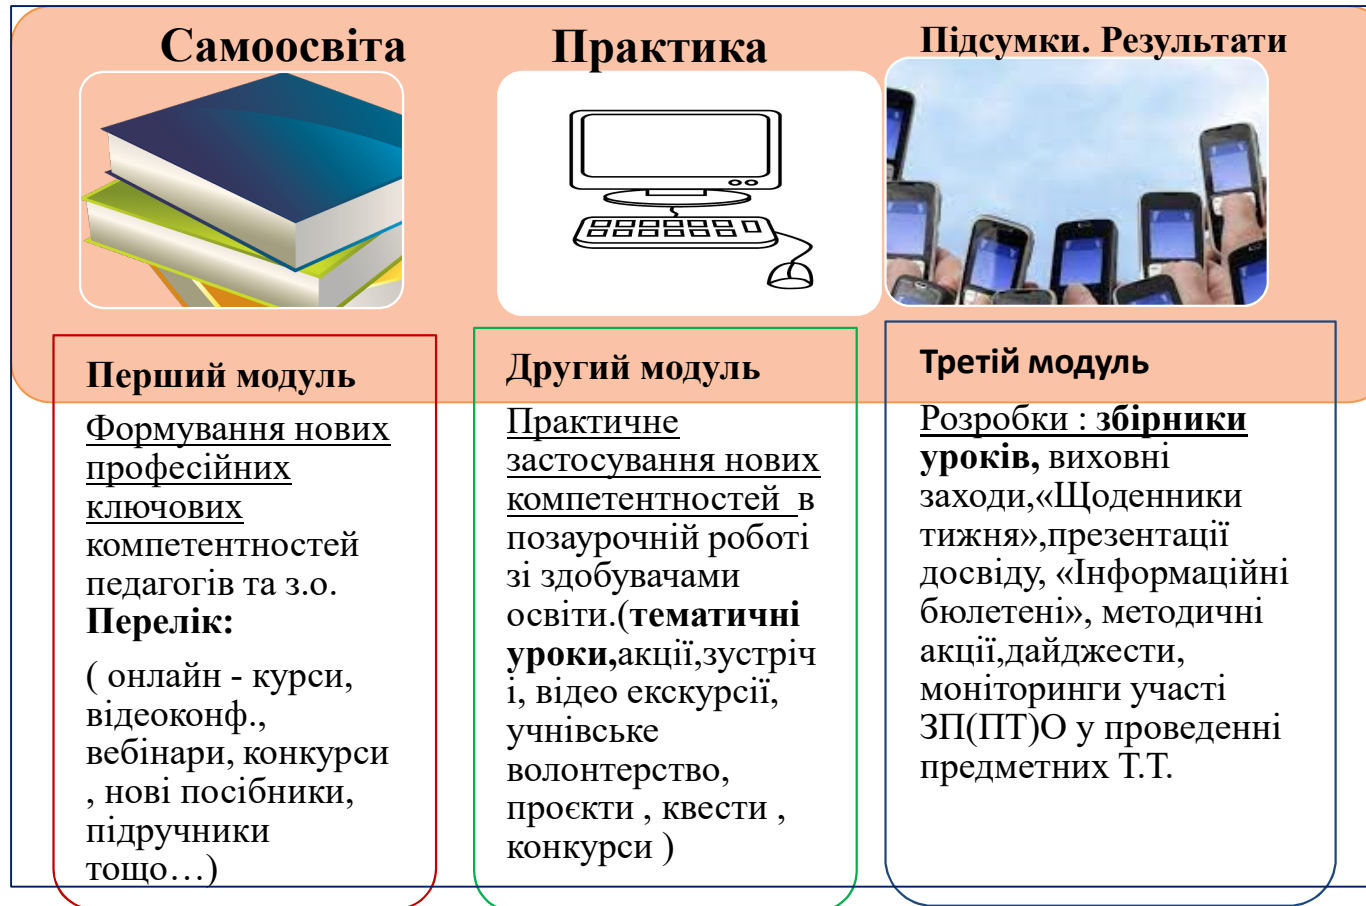 Самоосвіта
Перший модуль
Формування нових
професійних
ключових
компетентностей
педагогів та з.о.
Перелік:
( онлайн - курси,
відеоконф.,
вебінари, конкурси
, нові посібники,
підручники
тощо…)
Практика
Другий модуль
Практичне
застосування нових
компетентностей в
позаурочній роботі
зі здобувачами
освіти.(тематичні
уроки,акції,зустріч
і, відео екскурсії,
учнівське
волонтерство,
проєкти , квести ,
конкурси )
Підсумки. Результати
Третій модуль
Розробки : збірники
уроків, виховні
заходи,«Щоденники
тижня»,презентації
досвіду, «Інформаційні
бюлетені», методичні
акції,дайджести,
моніторинги участі
ЗП(ПТ)О у проведенні
предметних Т.Т.